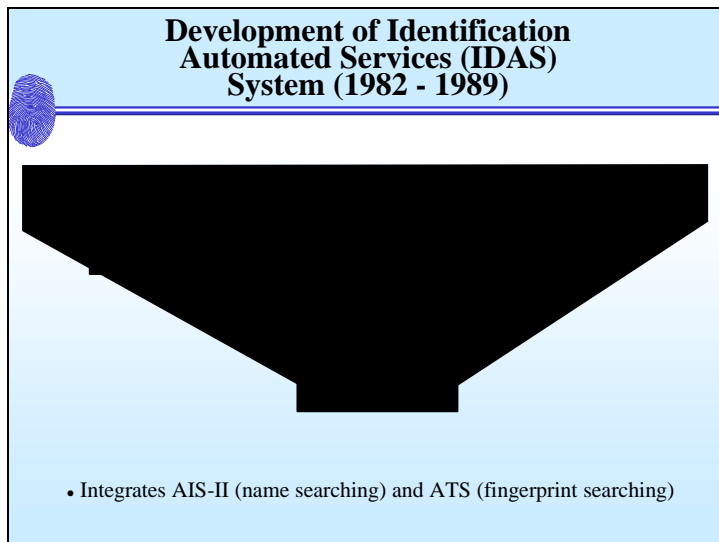 Development of Identification
Automated Services (IDAS)
System (1982 - 1989)
• Integrates AIS-II (name searching) and ATS (fingerprint searching)